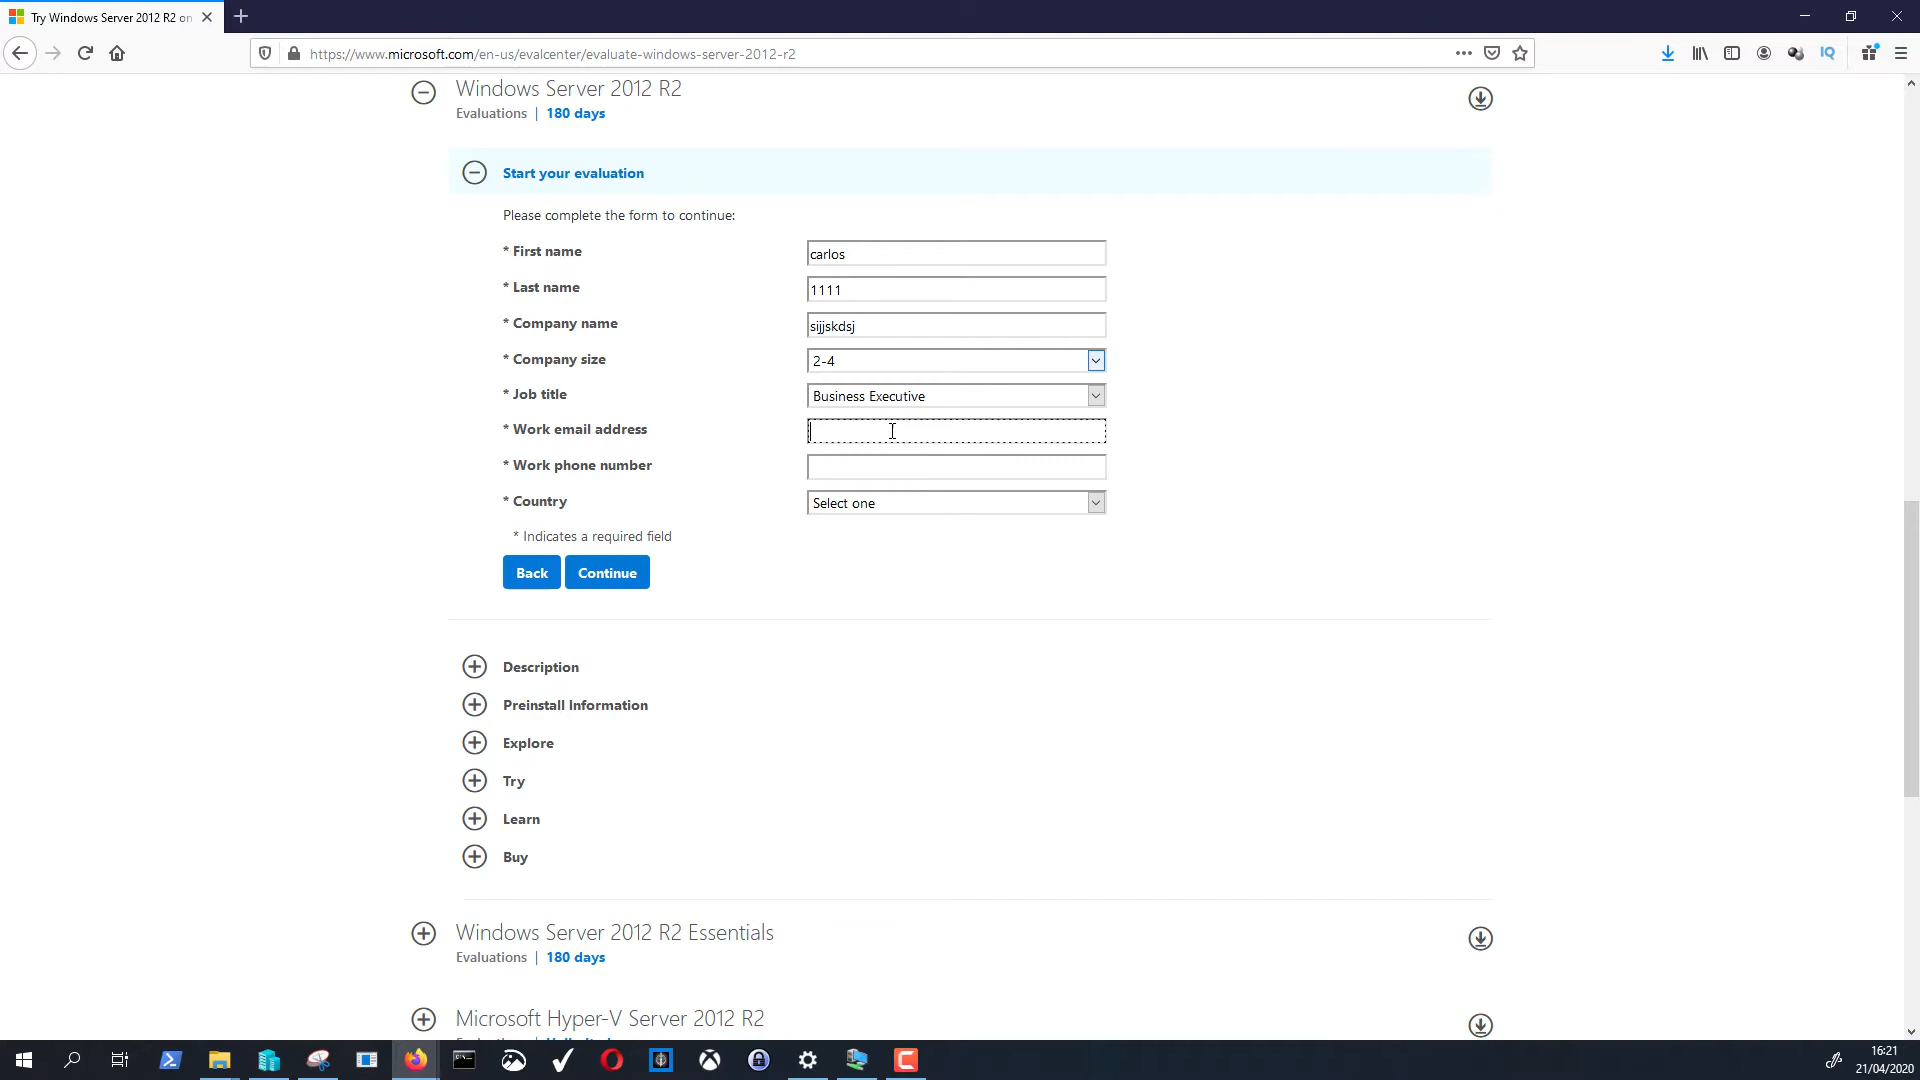 Try Windows Server 2012 R2 on
https://www.microsoft.com/en-us/evalcenter/evaluate-windows-server-2012-r2
IQ
Windows Server 2012 R2
Evaluations | 180 days
Start your evaluation
Please complete the form to continue:
* First name carlos
* Last name 1111
* Company name sijjskdsj
* Company size 2-4
* Job title Business Executive
* Work email address
* Work phone number
* Country Select one
* Indicates a required field
Back Continue
Description
Preinstall Information
Explore
Try
Learn
Buy
Windows Server 2012 R2 Essentials
Evaluations | 180 days
Microsoft Hyper-V Server 2012 R2
16:21
21/04/2020